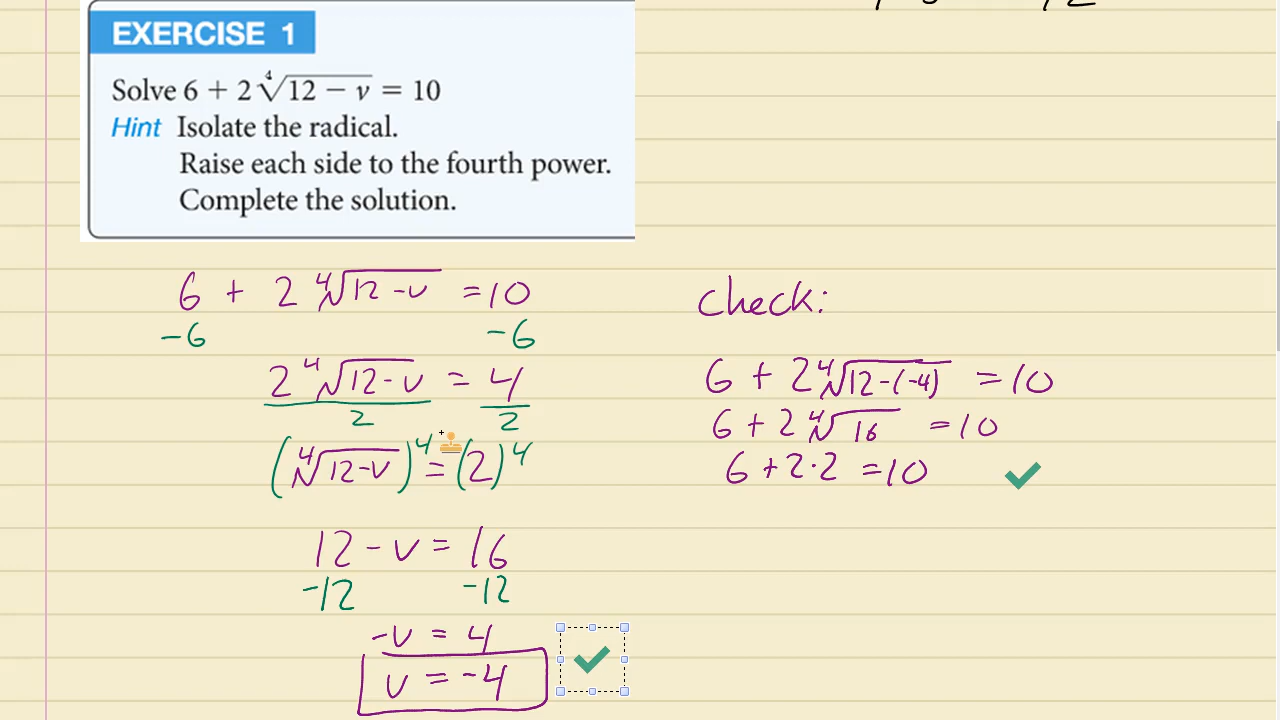 EXERCISE 1
Solve 6 + 2 ∜(12 − v) = 10
Hint Isolate the radical.
Raise each side to the fourth power.
Complete the solution.
6 + 2 ∜(12 - v) = 10
-6 -6
2 ∜(12 - v) = 4
2 2
(∜(12 - v))^4 = (2)^4
12 - v = 16
-12 -12
-v = 4
v = -4
Check:
6 + 2 ∜(12-(-4)) = 10
6 + 2 ∜16 = 10
6 + 2·2 = 10